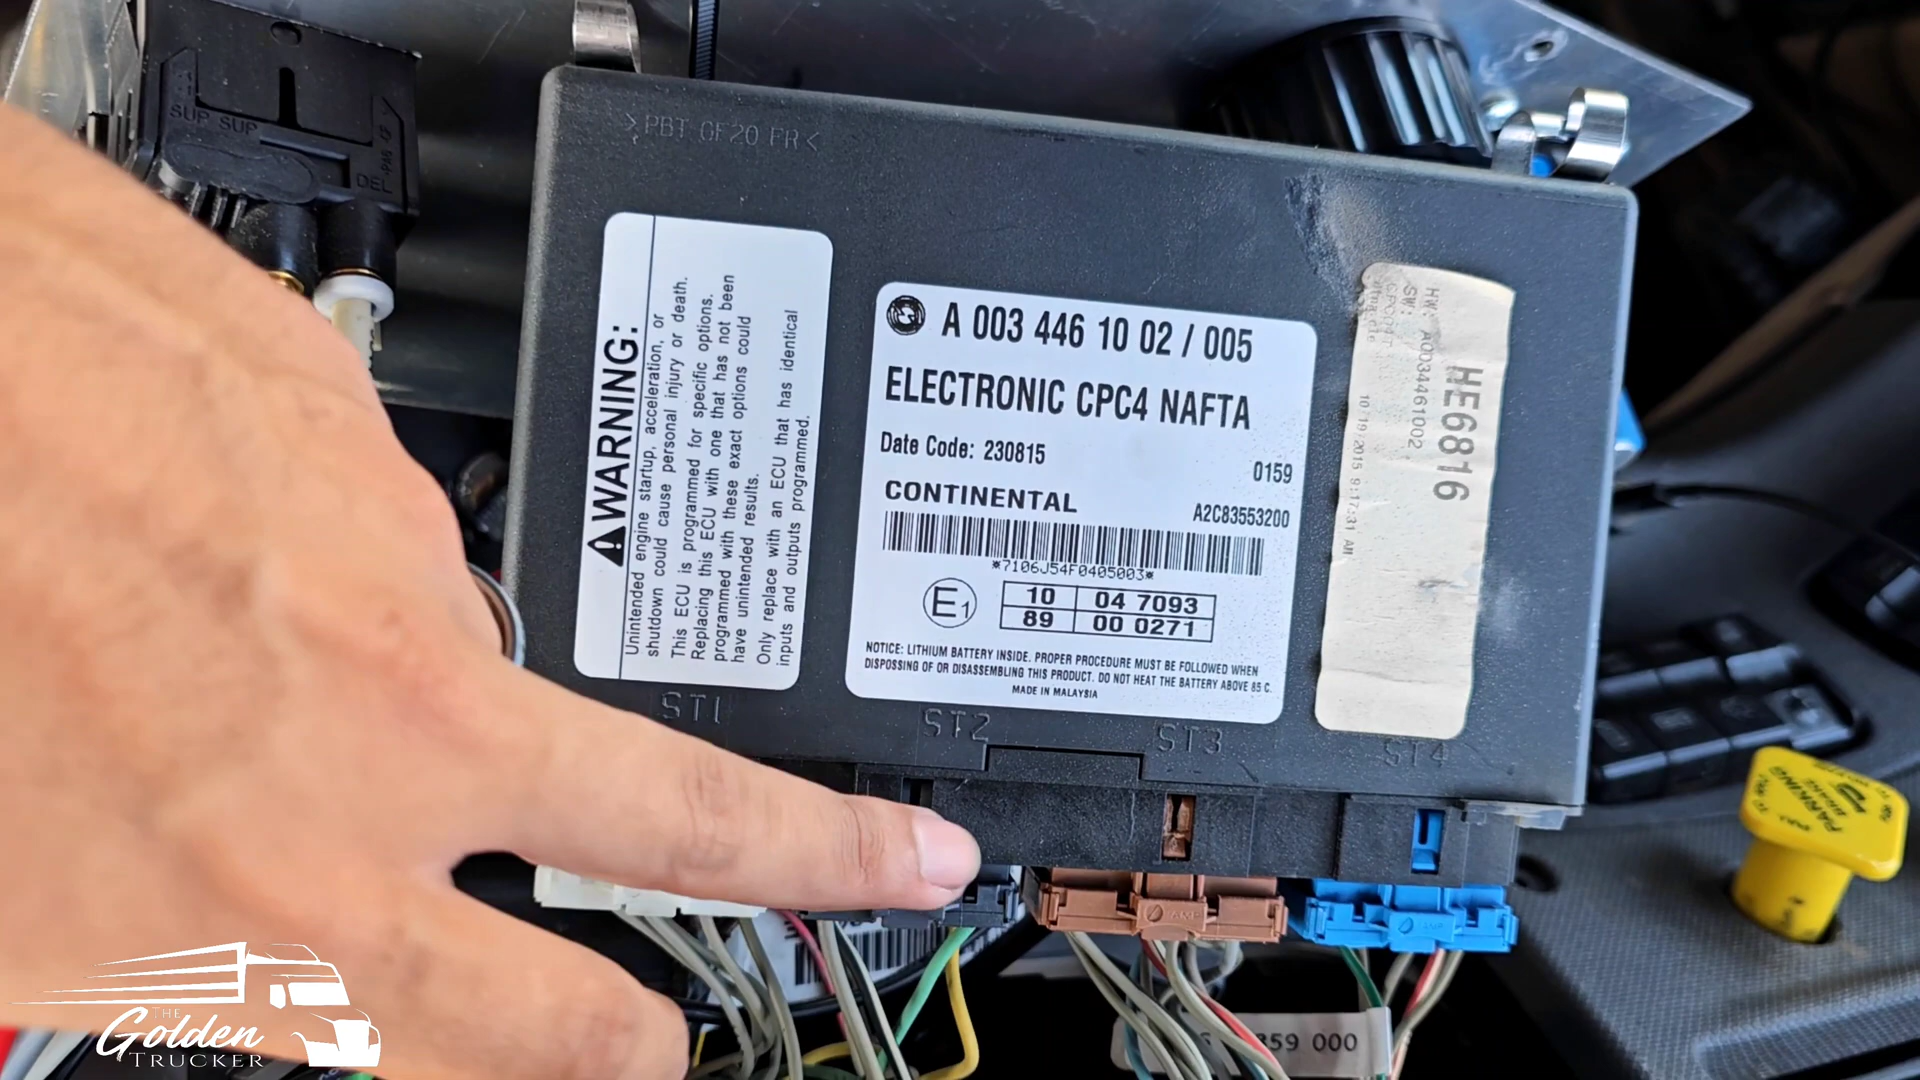 SUP SUP
DEL
>PBT GF20 FR<
⚠WARNING:
Unintended engine startup, acceleration, or
shutdown could cause personal injury or death.
This ECU is programmed for specific options.
Replacing this ECU with one that has not been
programmed with these exact options could
have unintended results.
Only replace with an ECU that has identical
inputs and outputs programmed.
A 003 446 10 02 / 005
ELECTRONIC CPC4 NAFTA
Date Code: 230815
0159
CONTINENTAL
A2C83553200
*7106J54F0405003*
E1
10 04 7093
89 00 0271
NOTICE: LITHIUM BATTERY INSIDE. PROPER PROCEDURE MUST BE FOLLOWED WHEN
DISPOSSING OF OR DISASSEMBLING THIS PRODUCT. DO NOT HEAT THE BATTERY ABOVE 85 C.
MADE IN MALAYSIA
HE6816
HW: A0034461002
SW:
10/19/2015 9:17:31 AM
ST1
ST2
ST3
ST4
PARKING
BRAKE
859 000
THE
Golden
TRUCKER